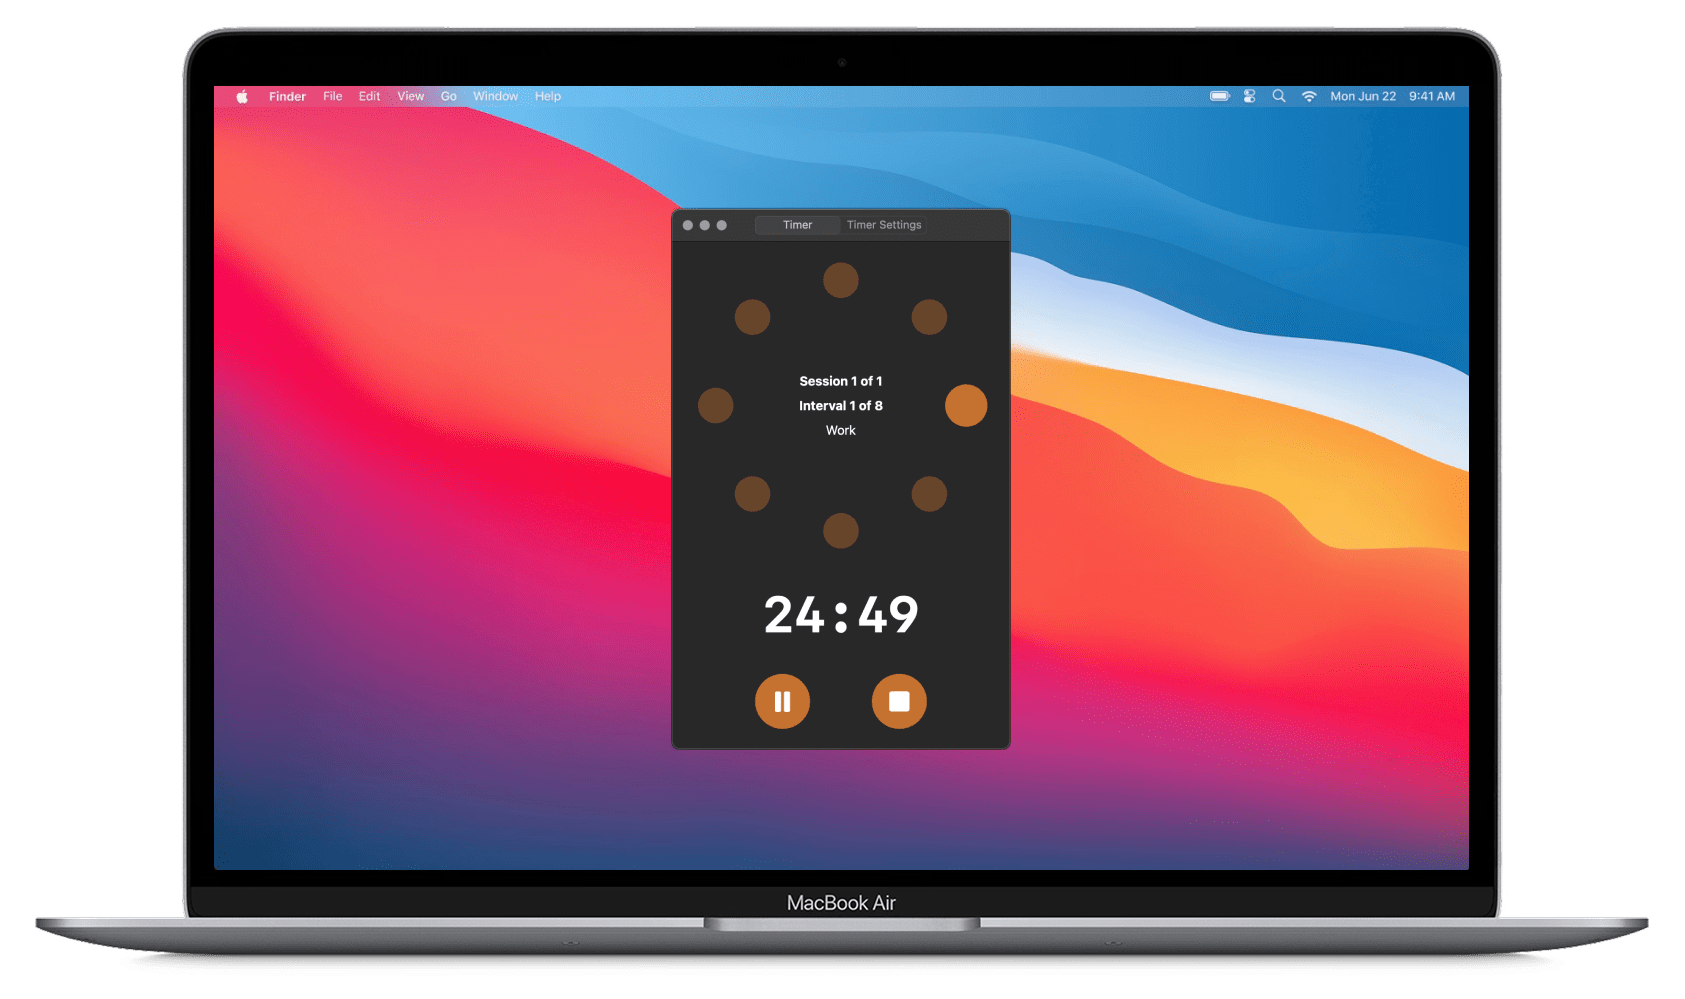 Finder File Edit View Go Window Help Mon Jun 22 9:41 AM
Timer Timer Settings
Session 1 of 1
Interval 1 of 8
Work
24:49
MacBook Air